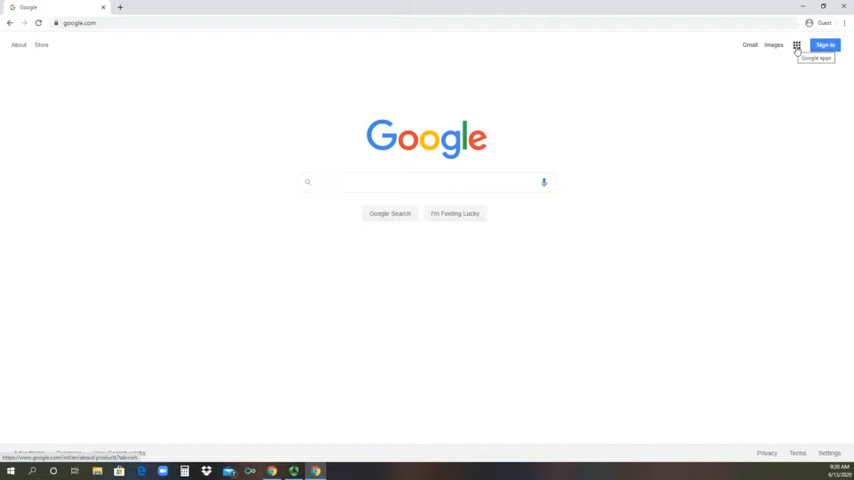 Google
google.com
Guest
About
Store
Gmail
Images
Sign in
Google apps
Google
Google Search
I'm Feeling Lucky
https://www.google.com/intl/en/about/products?tab=wh
Privacy
Terms
Settings
9:20 AM
6/13/2020